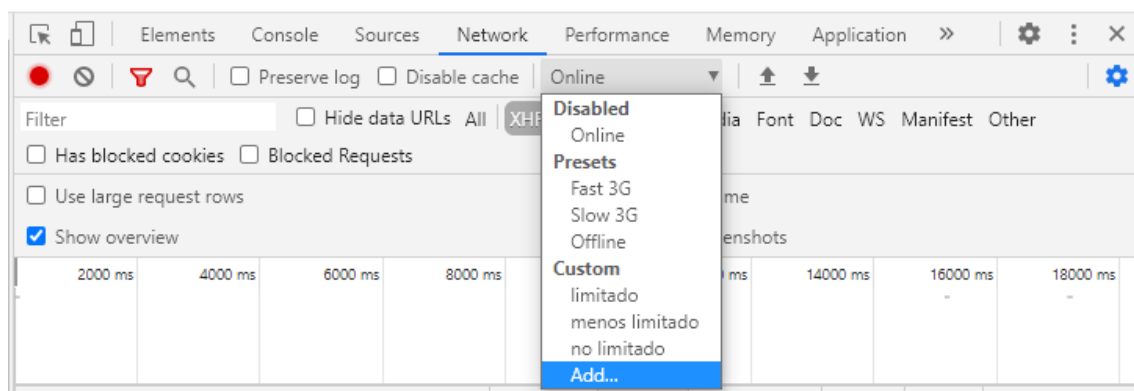 Elements Console Sources Network Performance Memory Application »
Preserve log Disable cache Online
Filter Hide data URLs All Font Doc WS Manifest Other
Has blocked cookies Blocked Requests
Use large request rows
Show overview
Disabled
Online
Presets
Fast 3G
Slow 3G
Offline
Custom
limitado
menos limitado
no limitado
Add...
2000 ms 4000 ms 6000 ms 8000 ms ms 14000 ms 16000 ms 18000 ms